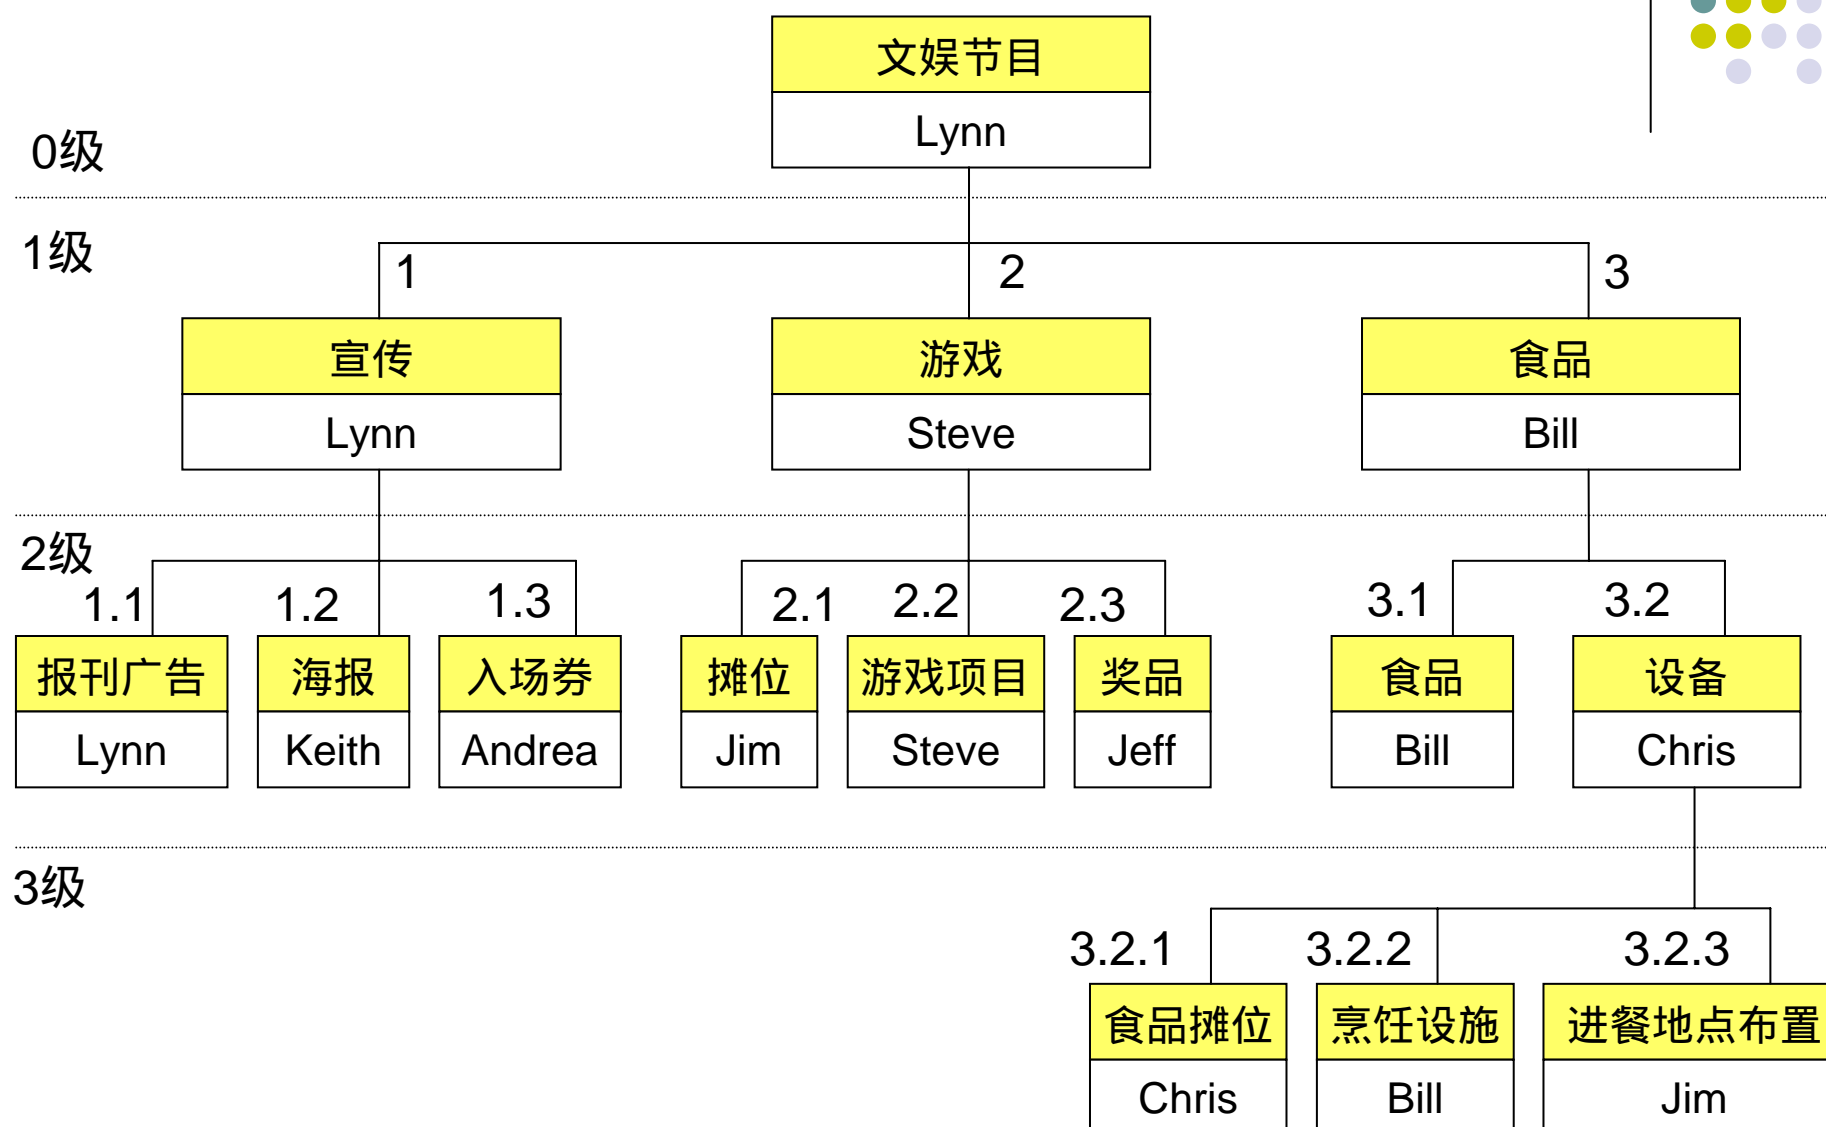 文娱节目
Lynn
0级
1级
1
2
3
宣传
游戏
食品
Lynn
Steve
Bill
2级
1.1
1.2
1.3
2.1
2.2
2.3
3.1
3.2
报刊广告
海报
入场券
摊位
游戏项目
奖品
食品
设备
Lynn
Keith
Andrea
Jim
Steve
Jeff
Bill
Chris
3级
3.2.1
3.2.2
3.2.3
食品摊位
烹饪设施
进餐地点布置
Chris
Bill
Jim